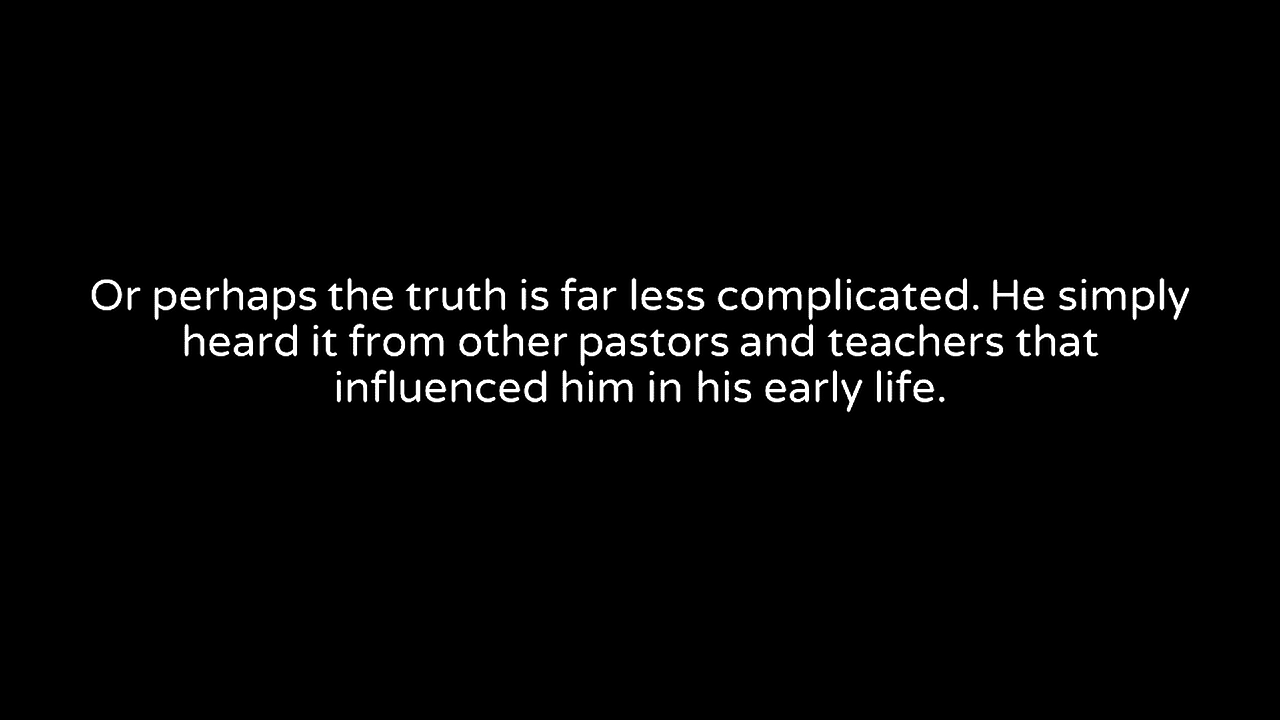 Or perhaps the truth is far less complicated. He simply
heard it from other pastors and teachers that
influenced him in his early life.